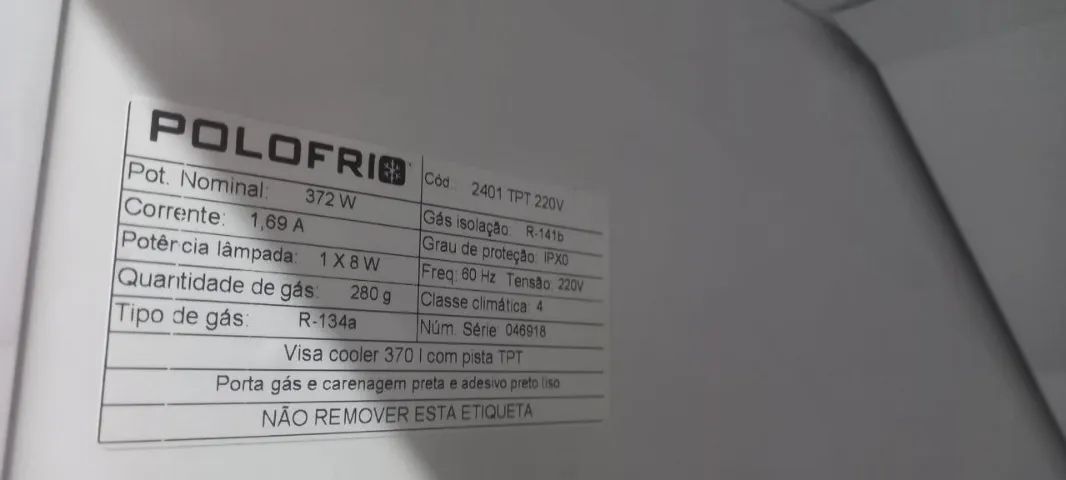 POLOFRIO
Cód.: 2401 TPT 220V
Pot. Nominal: 372 W
Gás isolação: R-141b
Corrente: 1,69 A
Grau de proteção: IPX0
Potência lâmpada: 1 X 8 W
Freq: 60 Hz Tensão: 220V
Quantidade de gás: 280 g
Classe climática: 4
Tipo de gás: R-134a
Núm. Série: 046918
Visa cooler 370 l com pista TPT
Porta gás e carenagem preta e adesivo preto liso
NÃO REMOVER ESTA ETIQUETA